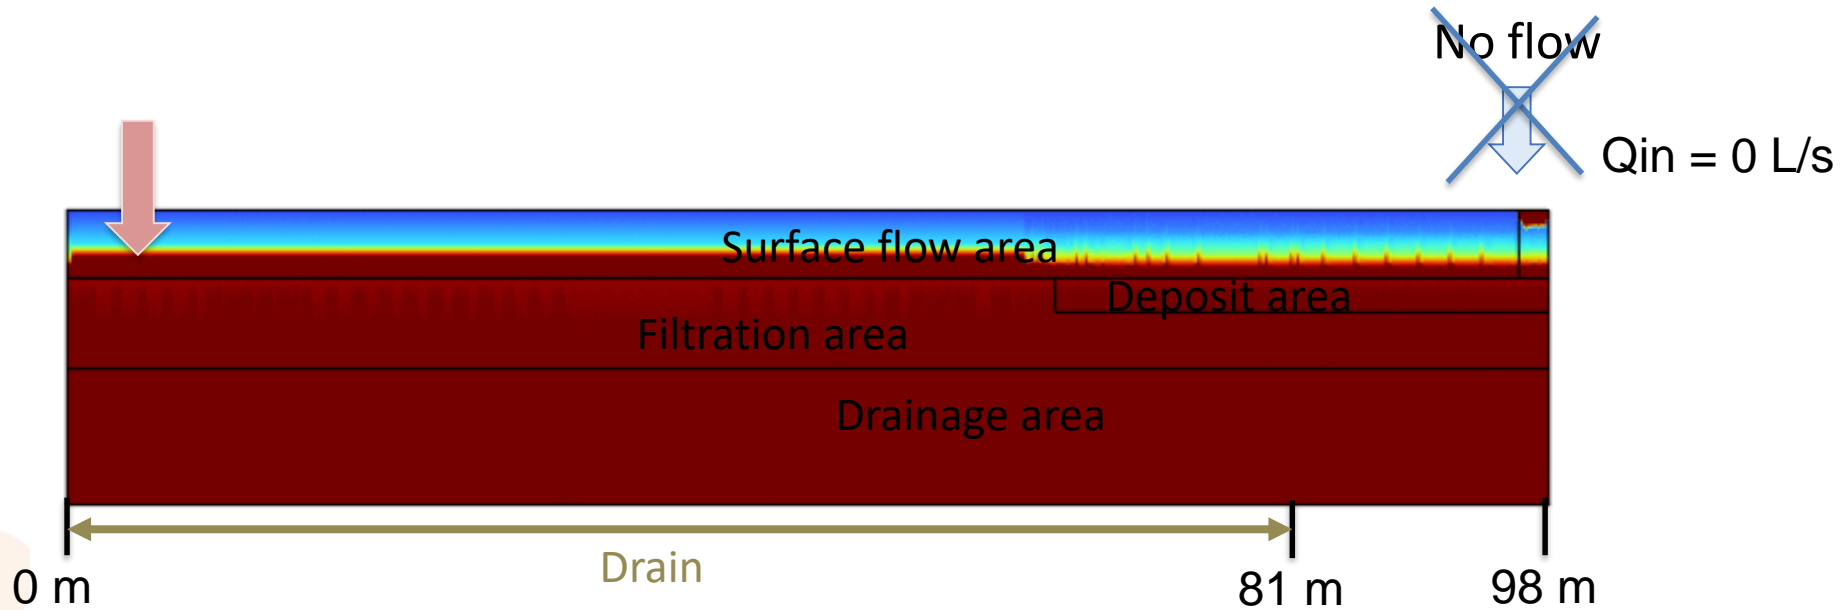 No flow
Qin = 0 L/s
Surface flow area
Deposit area
Filtration area
Drainage area
Drain
0 m
81 m
98 m